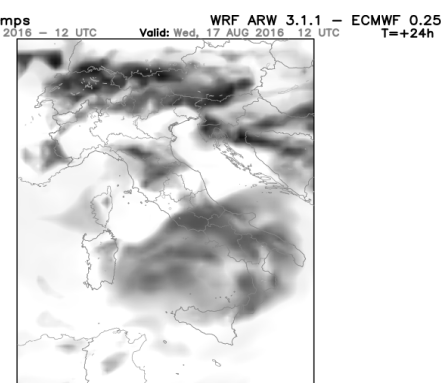 mps WRF ARW 3.1.1 – ECMWF 0.25
2016 – 12 UTC Valid: Wed, 17 AUG 2016 12 UTC T=+24h